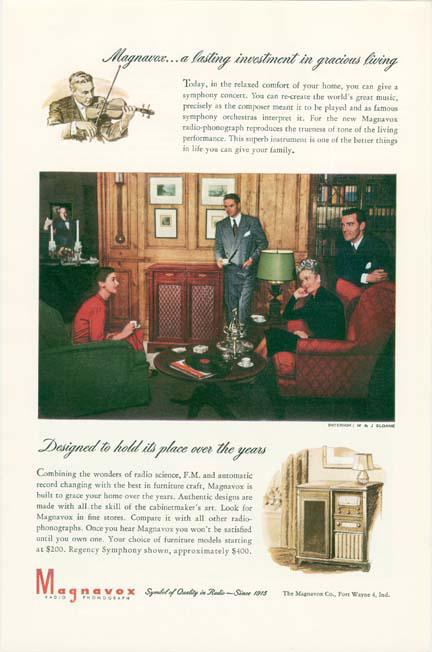 Magnavox...a lasting investment in gracious living
Today, in the relaxed comfort of your home, you can give a
symphony concert. You can re-create the world's great music,
precisely as the composer meant it to be played and as famous
symphony orchestras interpret it. For the new Magnavox
radio-phonograph reproduces the trueness of tone of the living
performance. This superb instrument is one of the better things
in life you can give your family.
INTERIOR: W & J SLOANE
Designed to hold its place over the years
Combining the wonders of radio science, F.M. and automatic
record changing with the best in furniture craft, Magnavox is
built to grace your home over the years. Authentic designs are
made with all the skill of the cabinetmaker's art. Look for
Magnavox in fine stores. Compare it with all other radio-
phonographs. Once you hear Magnavox you won't be satisfied
until you own one. Your choice of furniture models starting
at $200. Regency Symphony shown, approximately $400.
Magnavox
RADIO PHONOGRAPH
Symbol of Quality in Radio—Since 1915
The Magnavox Co., Fort Wayne 4, Ind.